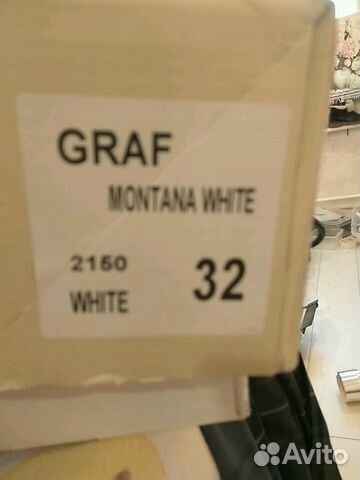 GRAF
MONTANA WHITE
2150 32
WHITE
Avito